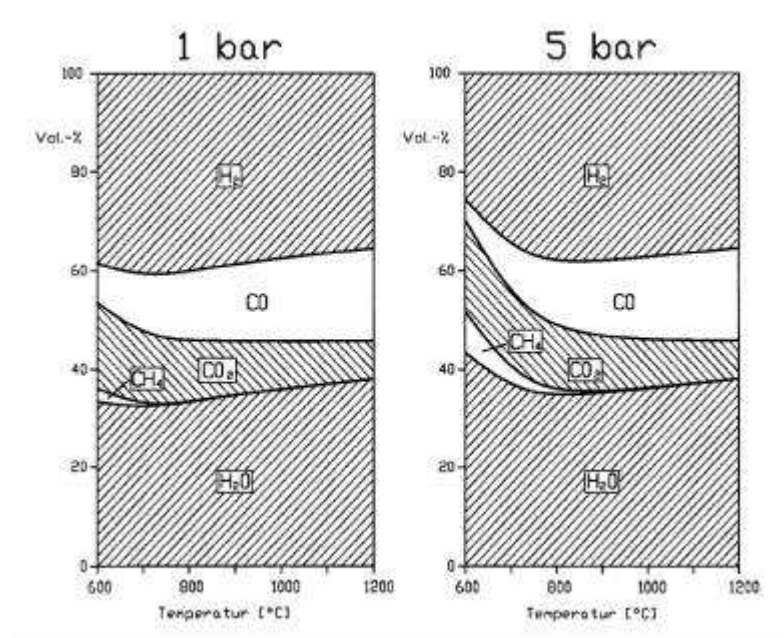 1 bar
5 bar
100
Vol.-%
80
H₂
60
CO
40
CH₄
CO₂
20
H₂O
0
600
800
1000
1200
Temperatur [°C]
100
Vol.-%
80
H₂
60
CO
40
CH₄
CO₂
20
H₂O
0
600
800
1000
1200
Temperatur [°C]